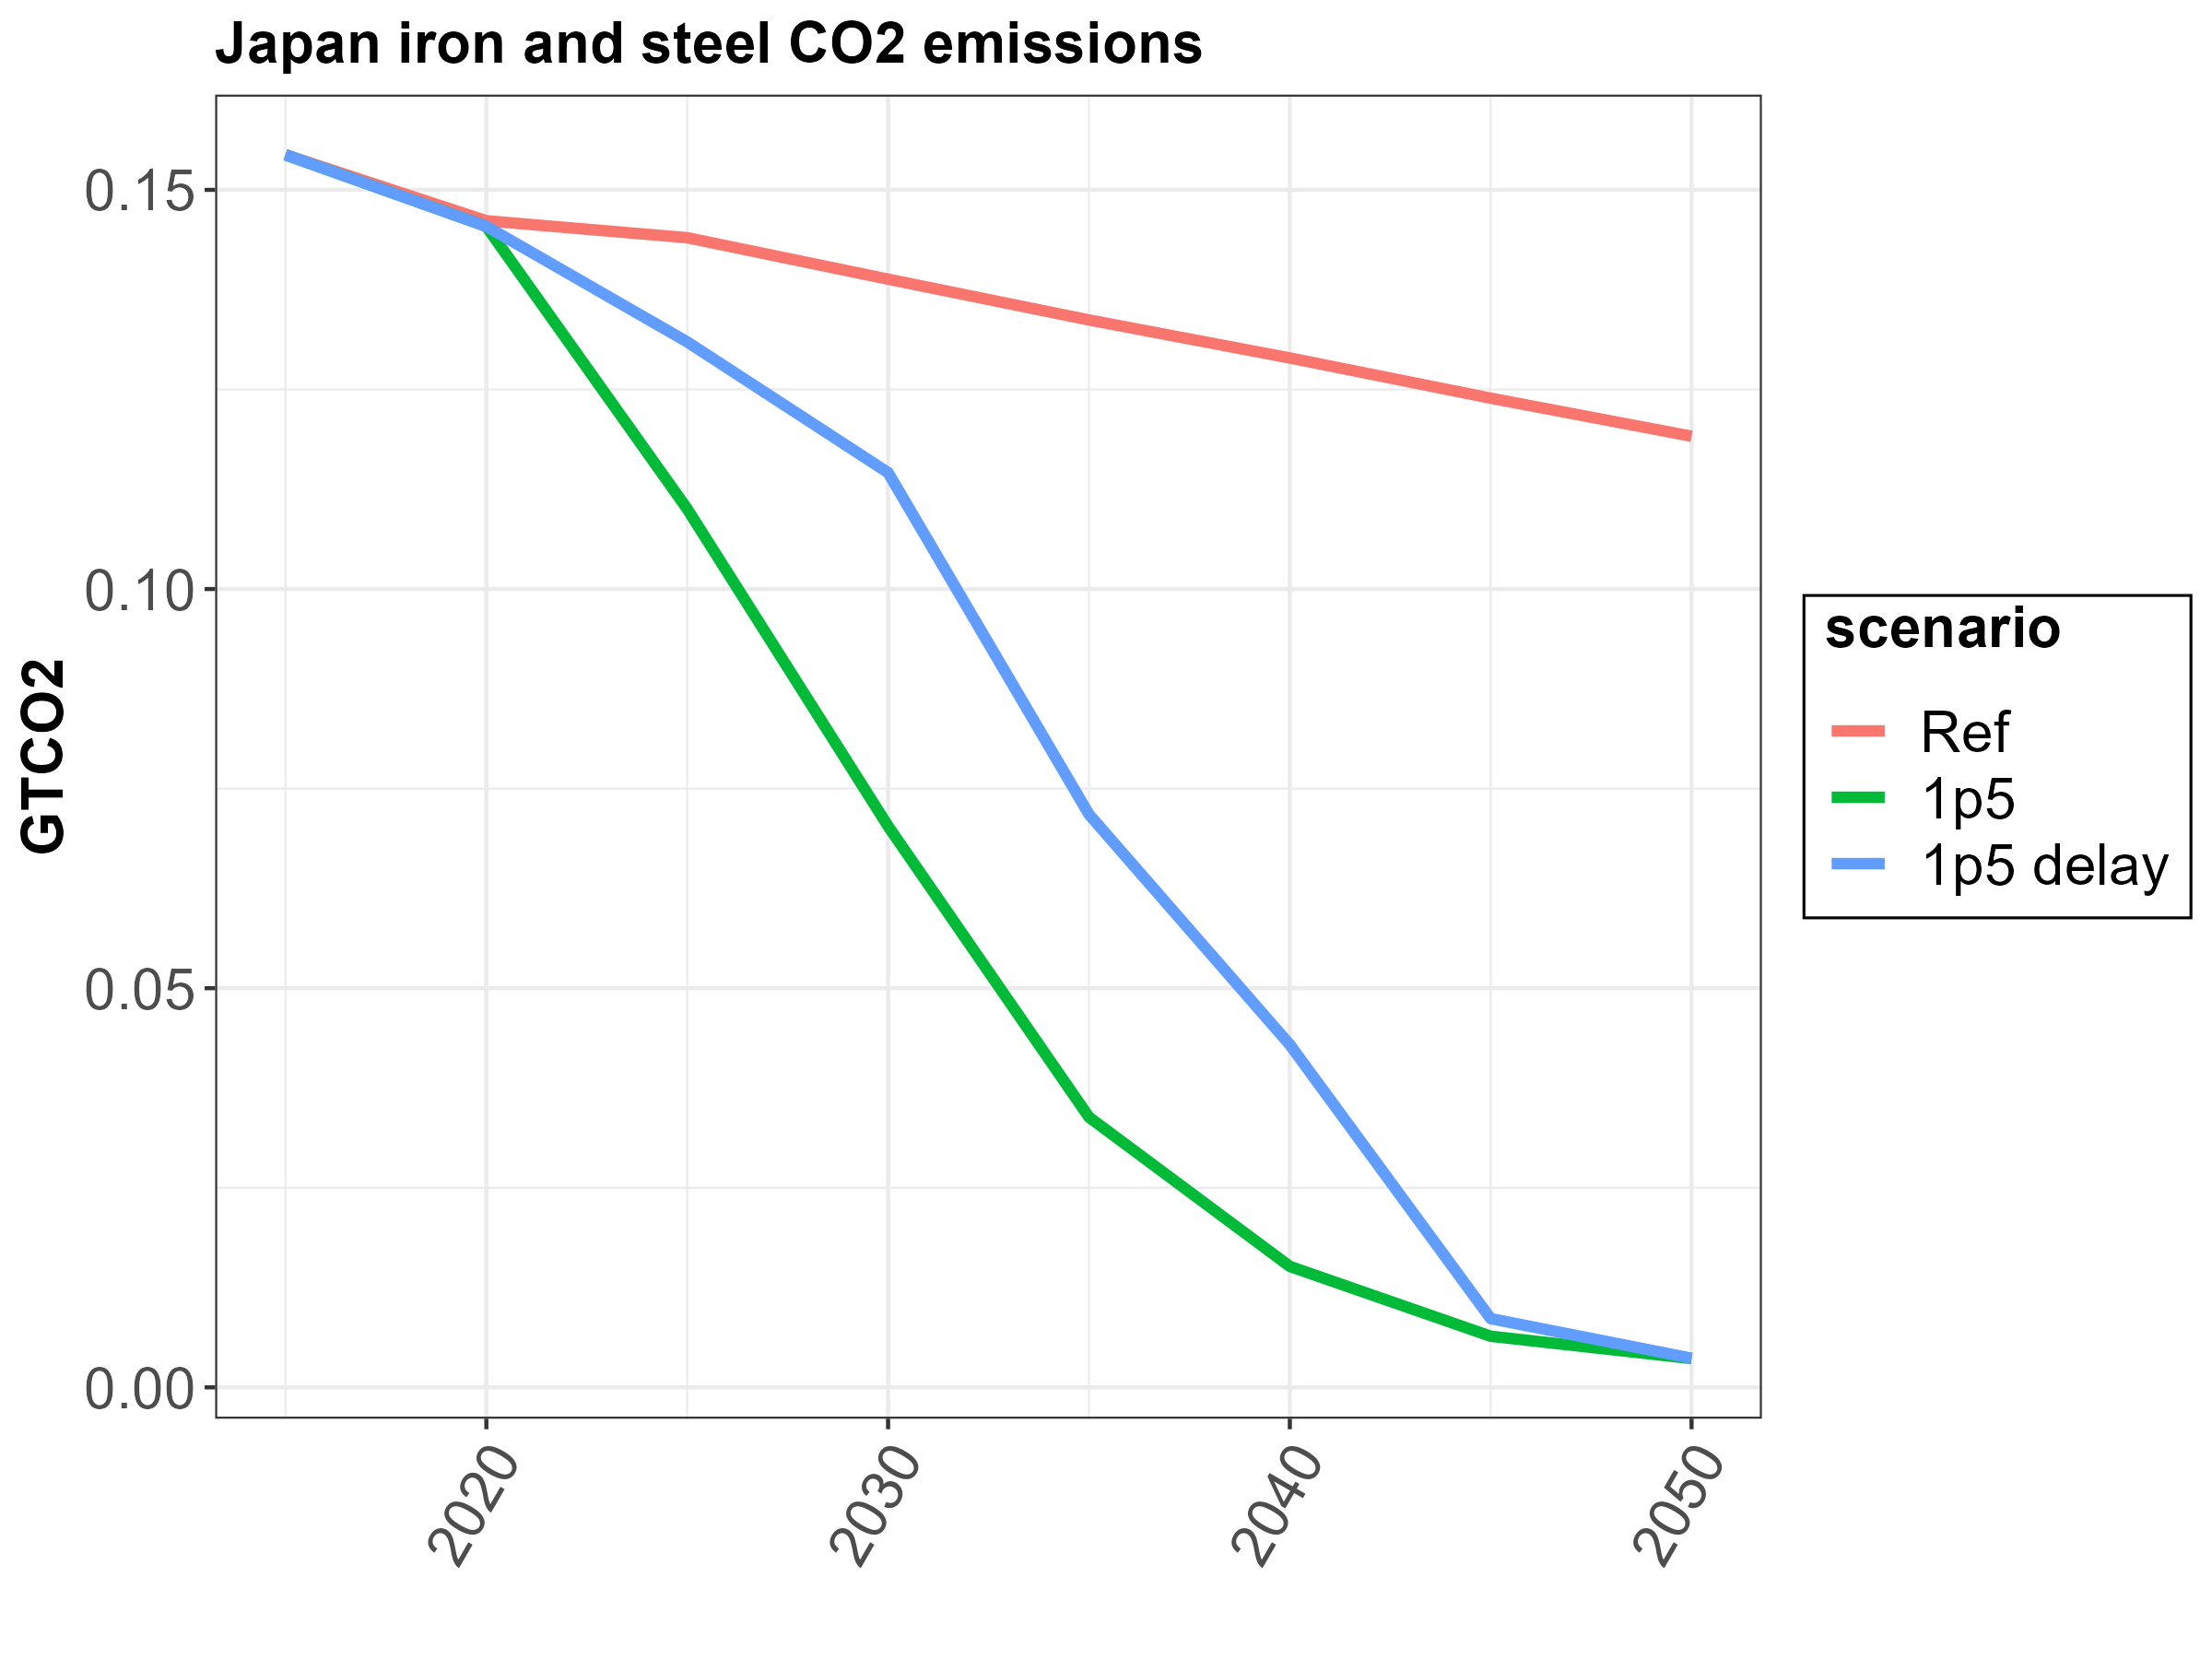 Japan iron and steel CO2 emissions
GTCO2
0.15
0.10
0.05
0.00
2020
2030
2040
2050
scenario
Ref
1p5
1p5 delay